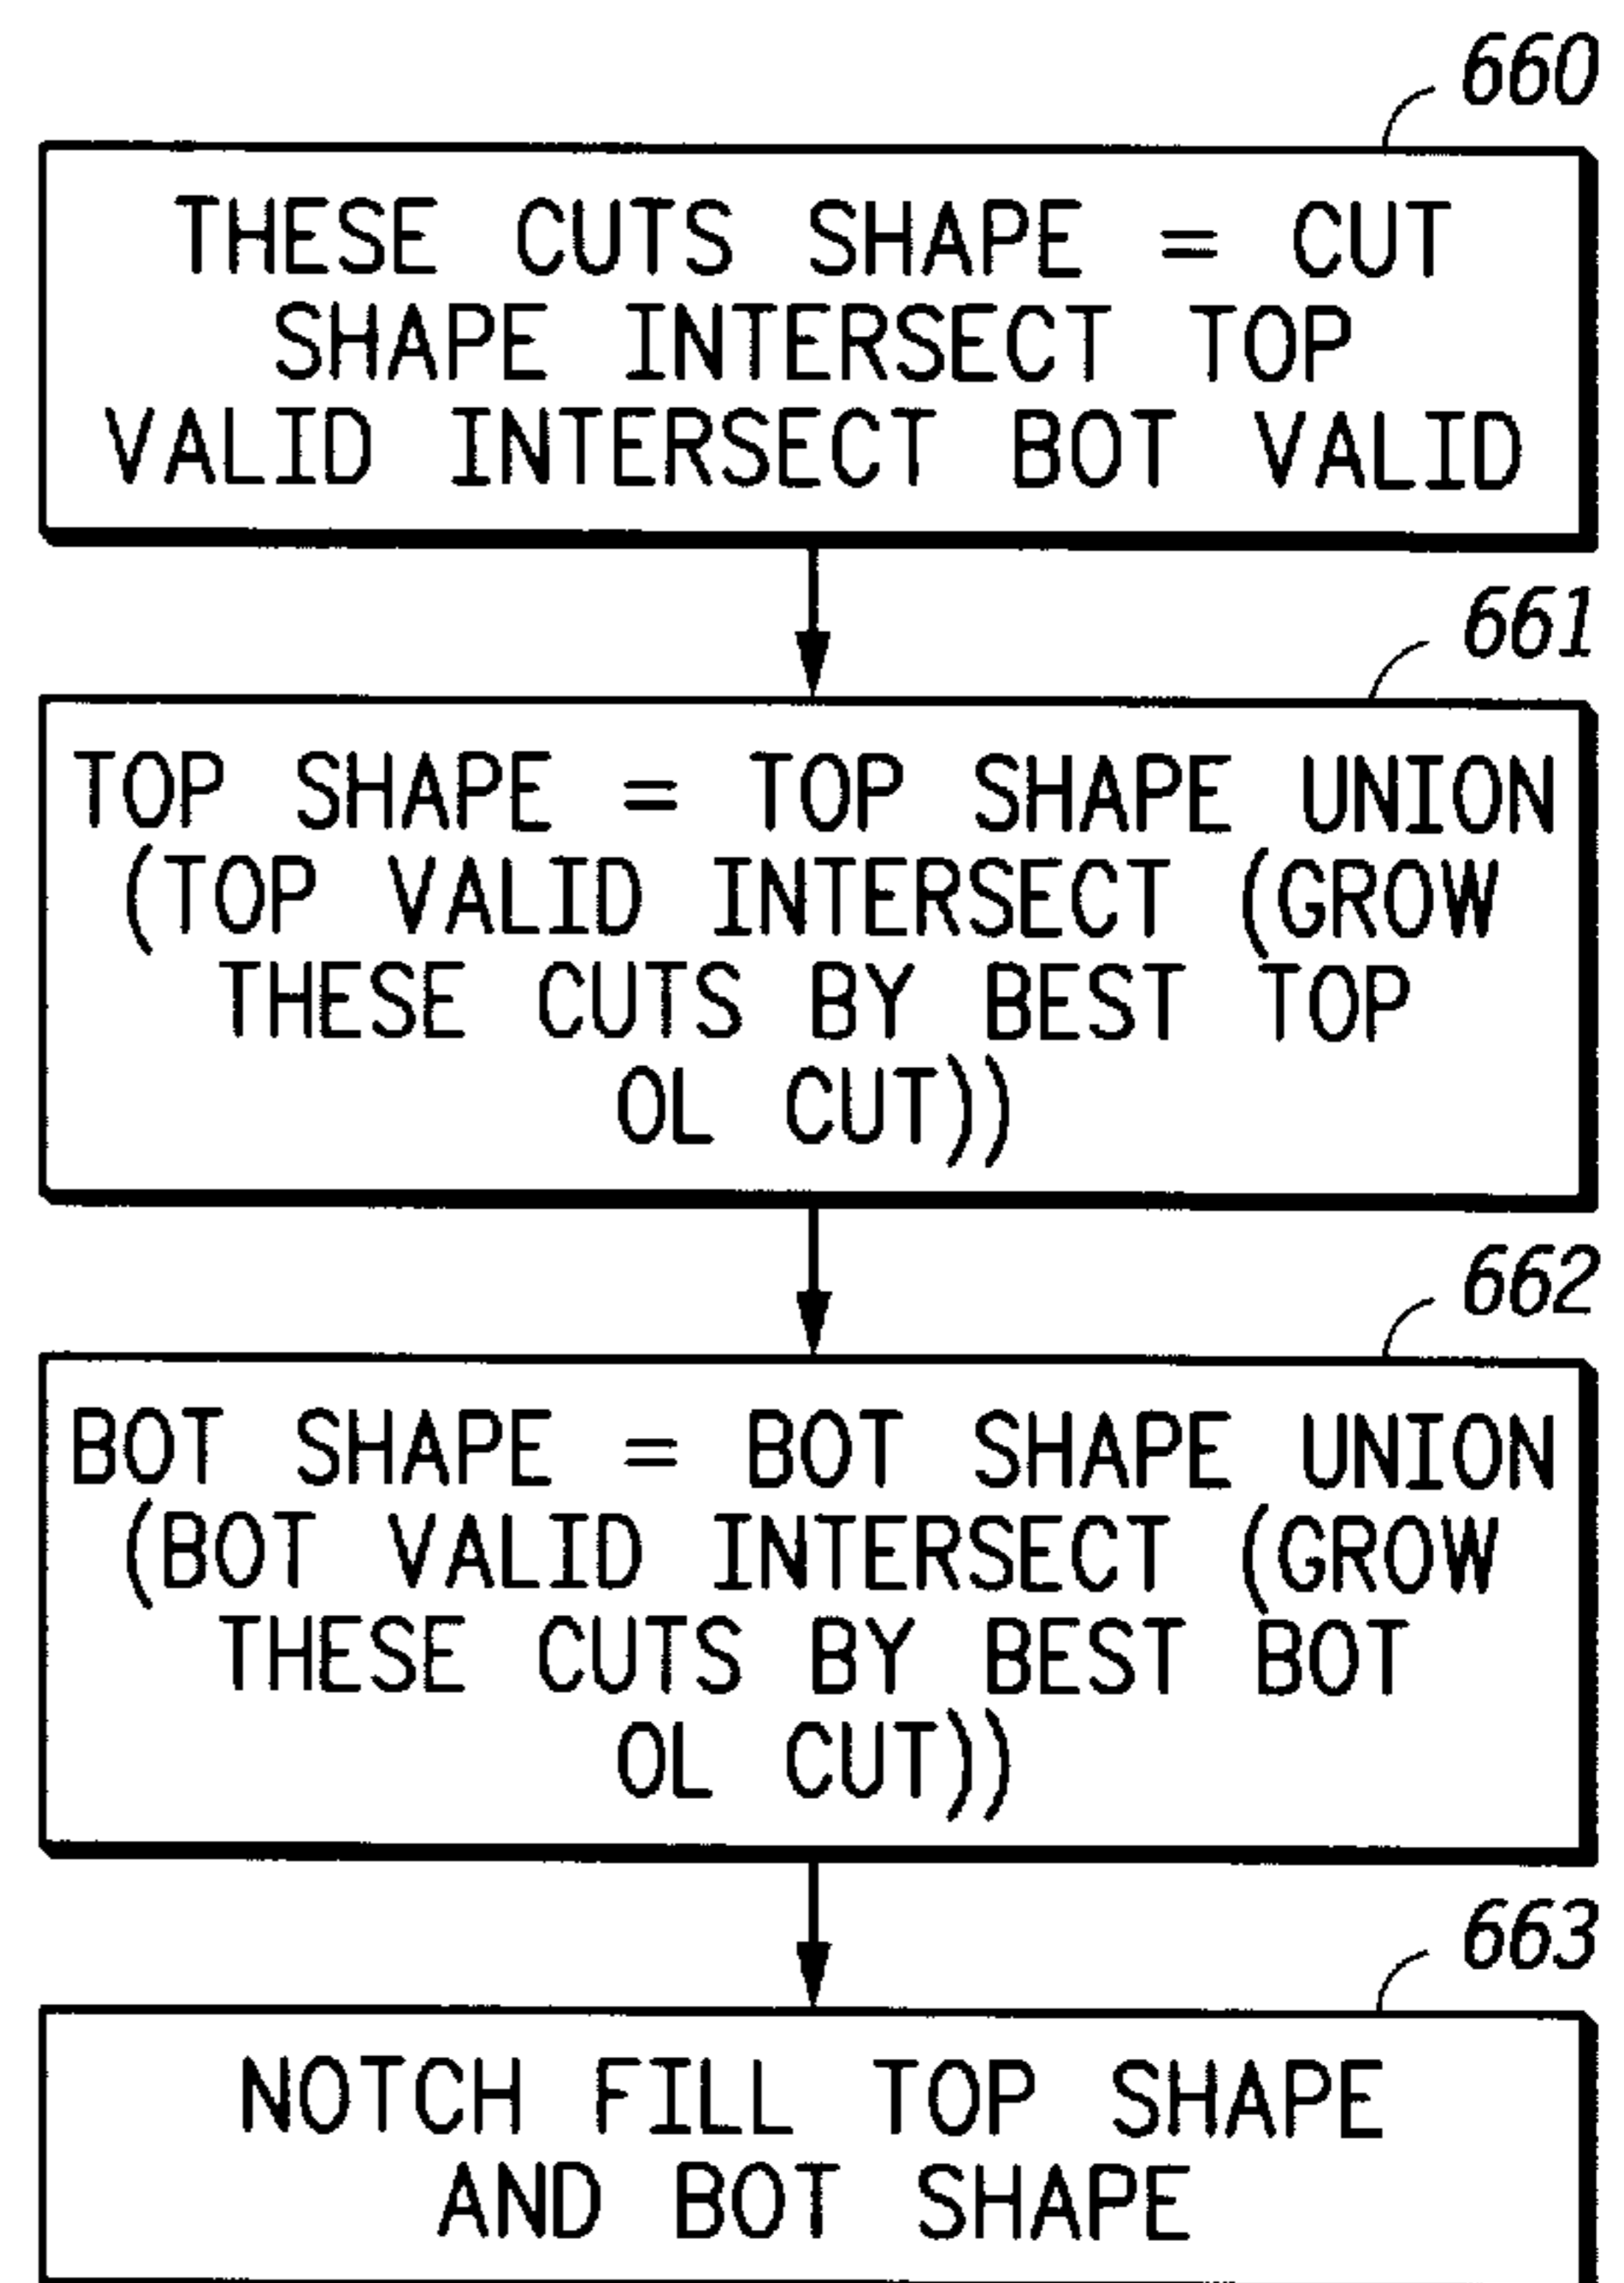 660
THESE CUTS SHAPE = CUT
SHAPE INTERSECT TOP
VALID INTERSECT BOT VALID
661
TOP SHAPE = TOP SHAPE UNION
(TOP VALID INTERSECT (GROW
THESE CUTS BY BEST TOP
OL CUT))
662
BOT SHAPE = BOT SHAPE UNION
(BOT VALID INTERSECT (GROW
THESE CUTS BY BEST BOT
OL CUT))
663
NOTCH FILL TOP SHAPE
AND BOT SHAPE